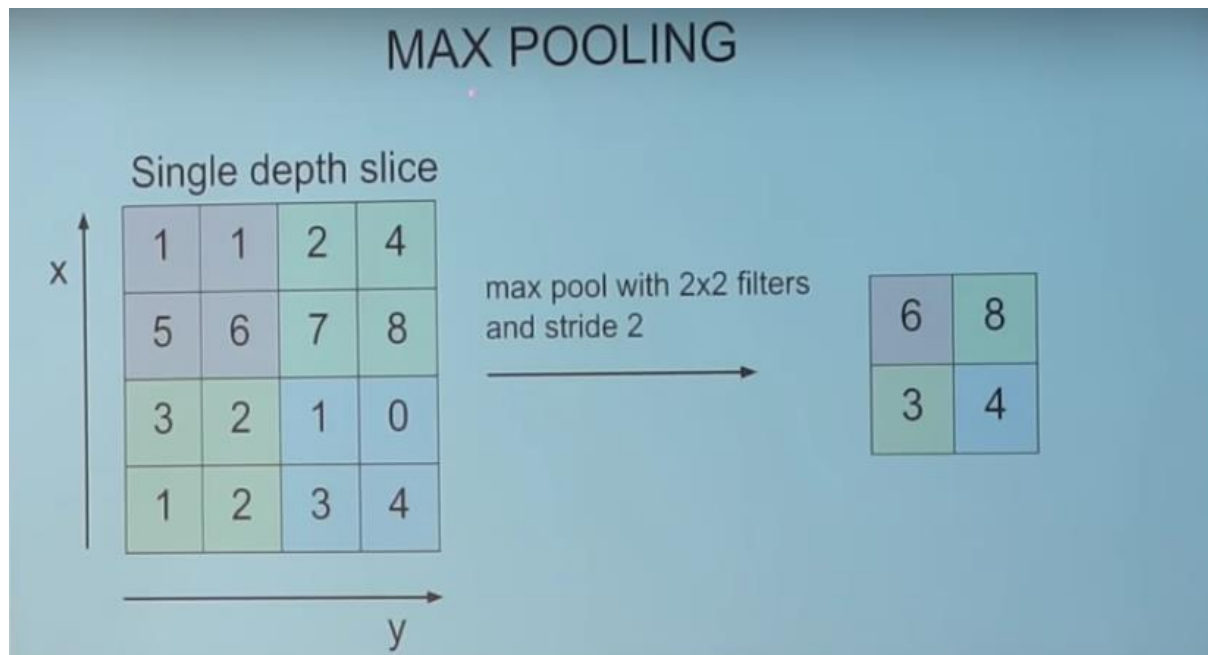 MAX POOLING
Single depth slice
x
1 1 2 4
5 6 7 8
3 2 1 0
1 2 3 4
y
max pool with 2x2 filters
and stride 2
6 8
3 4